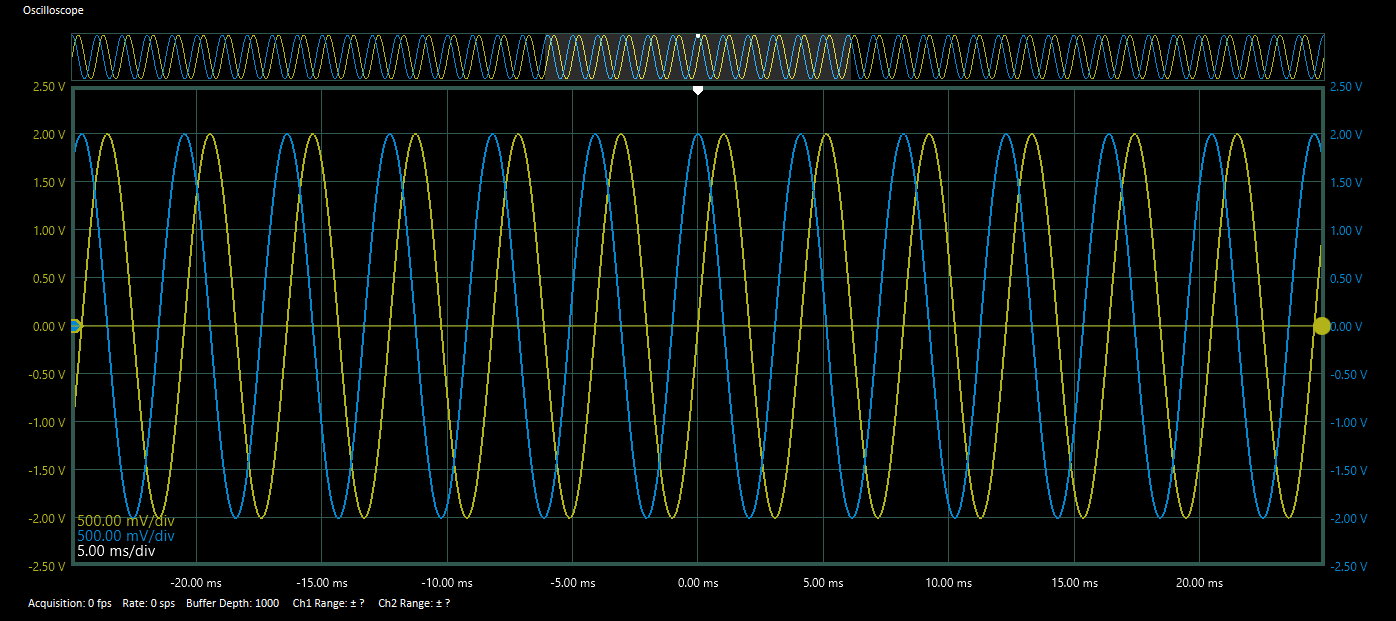 Oscilloscope
2.50 V 2.50 V
2.00 V 2.00 V
1.50 V 1.50 V
1.00 V 1.00 V
0.50 V 0.50 V
0.00 V 0.00 V
-0.50 V -0.50 V
-1.00 V -1.00 V
-1.50 V -1.50 V
-2.00 V -2.00 V
500.00 mV/div
500.00 mV/div
5.00 ms/div
-2.50 V -2.50 V
-20.00 ms -15.00 ms -10.00 ms -5.00 ms 0.00 ms 5.00 ms 10.00 ms 15.00 ms 20.00 ms
Acquisition: 0 fps Rate: 0 sps Buffer Depth: 1000 Ch1 Range: ± ? Ch2 Range: ± ?